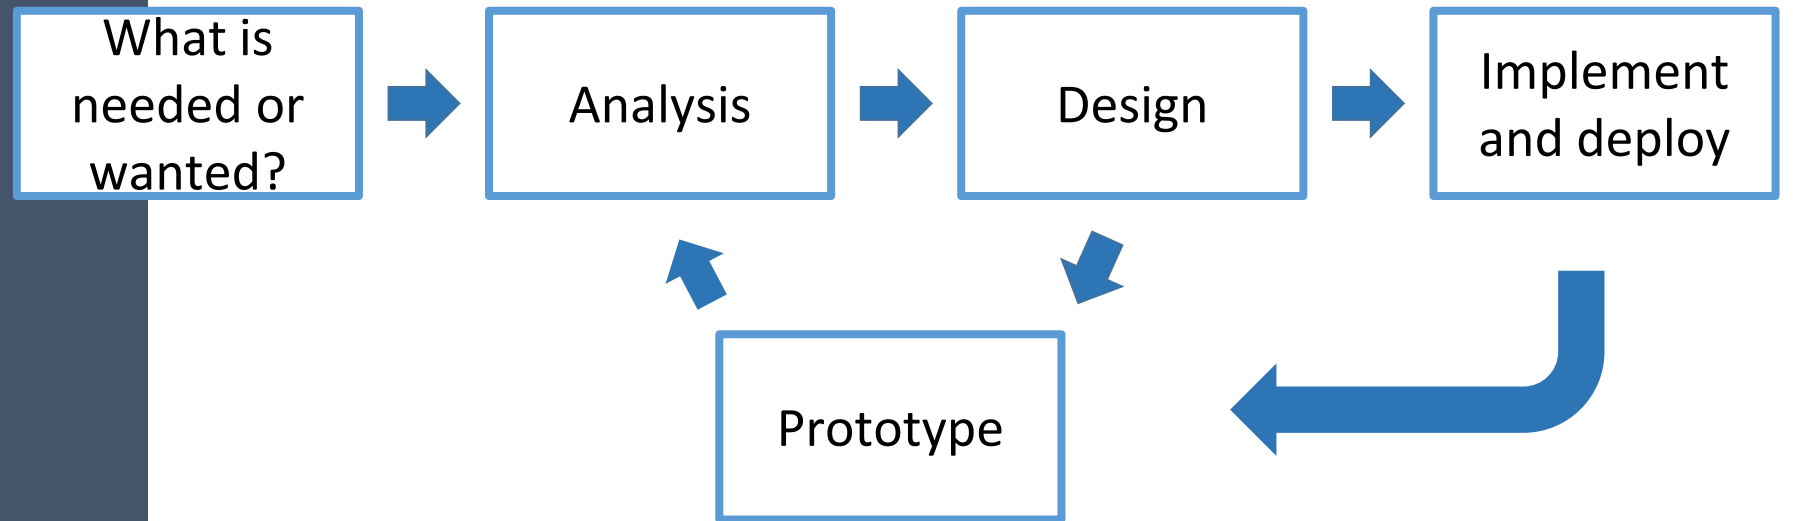 What is
needed or
wanted?
Analysis
Design
Implement
and deploy
Prototype